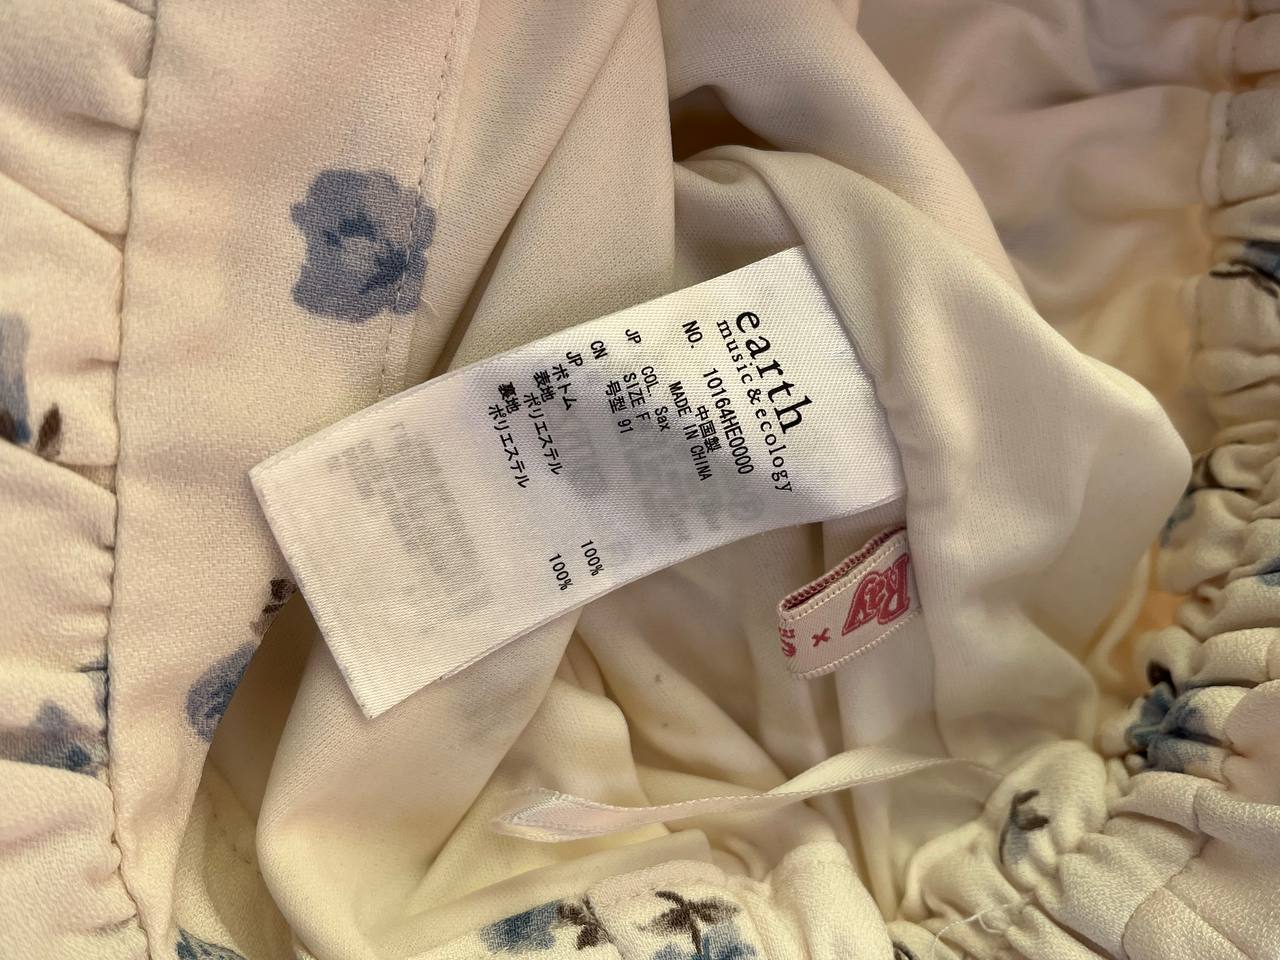 earth
music & ecology
NO. 10164HE0000
中国製
MADE IN CHINA
JP COL. Sax
SIZE F
CN 号型 91
JP ボトム
表地 ポリエステル 100%
裏地 ポリエステル 100%
Ray
×